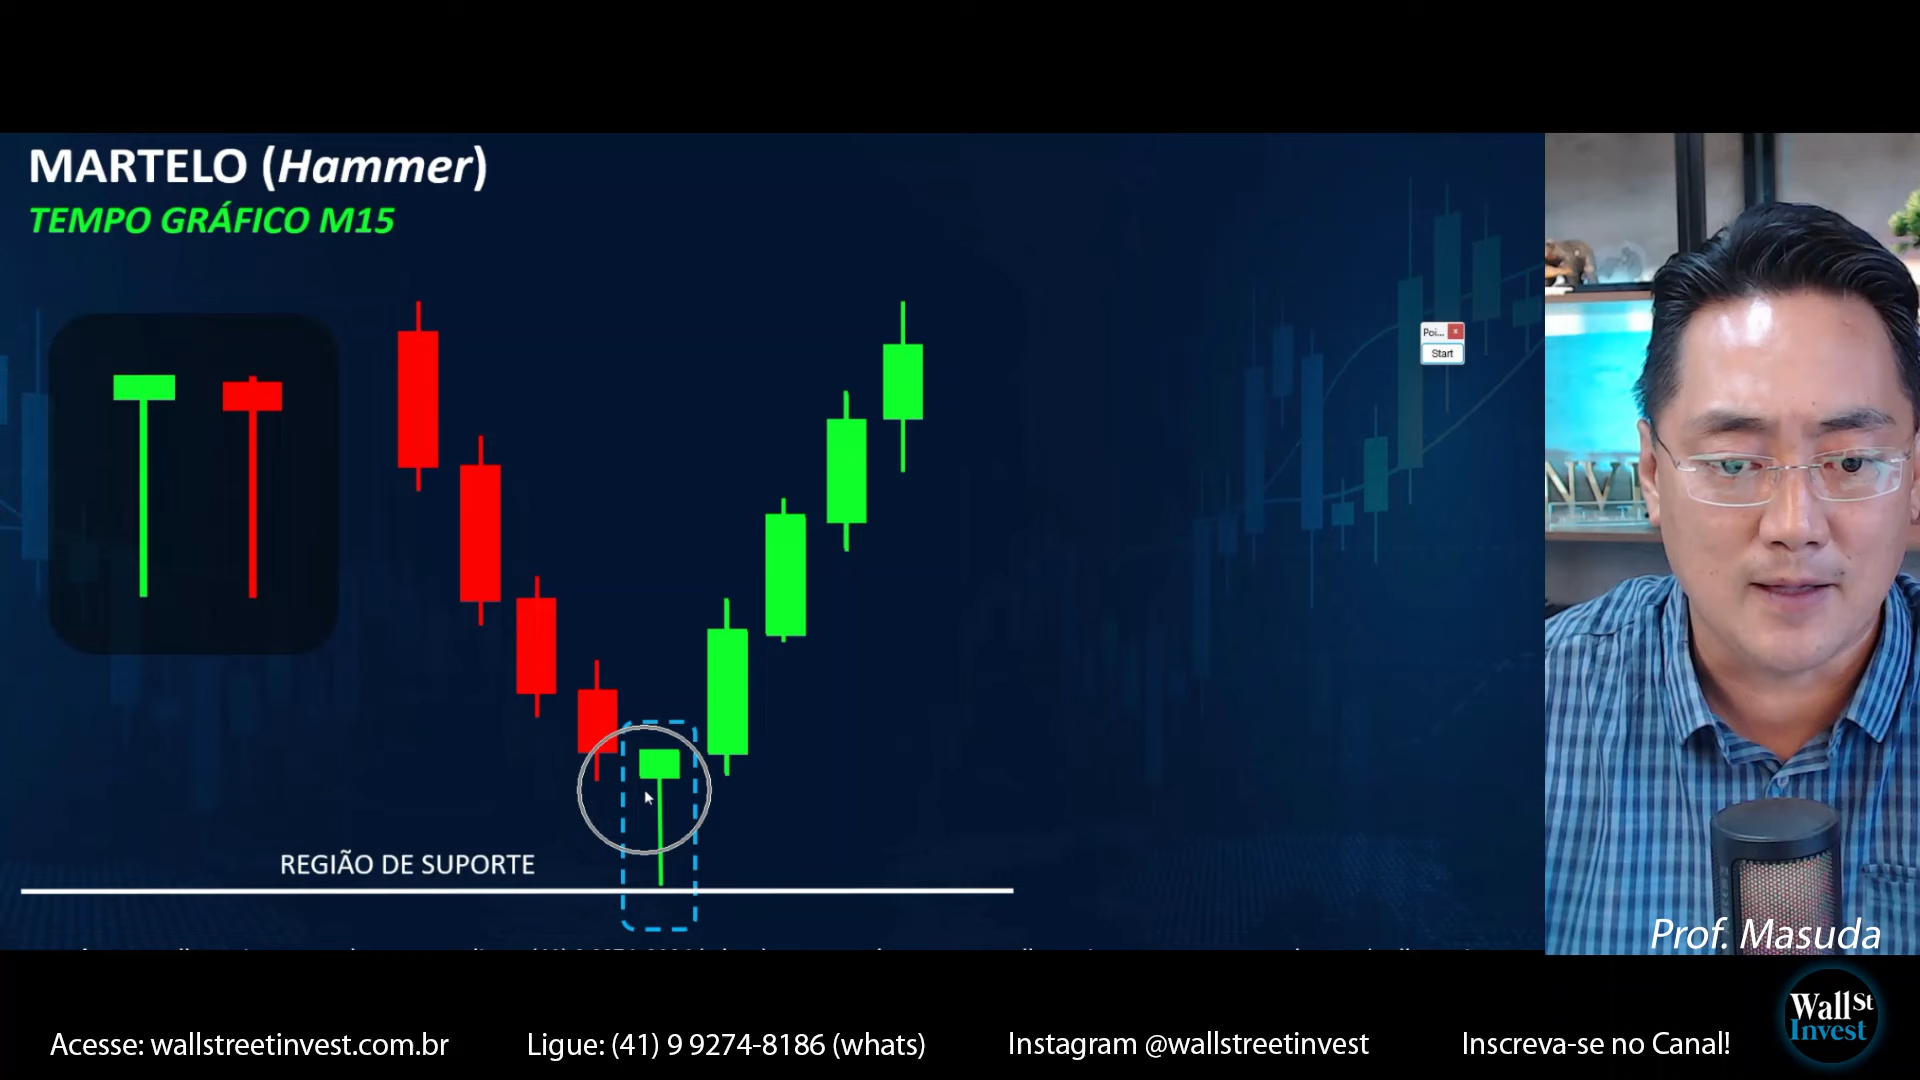 MARTELO (Hammer)
TEMPO GRÁFICO M15
Poi...
x
Start
REGIÃO DE SUPORTE
Prof. Masuda
Wall St
Invest
Acesse: wallstreetinvest.com.br
Ligue: (41) 9 9274-8186 (whats)
Instagram @wallstreetinvest
Inscreva-se no Canal!